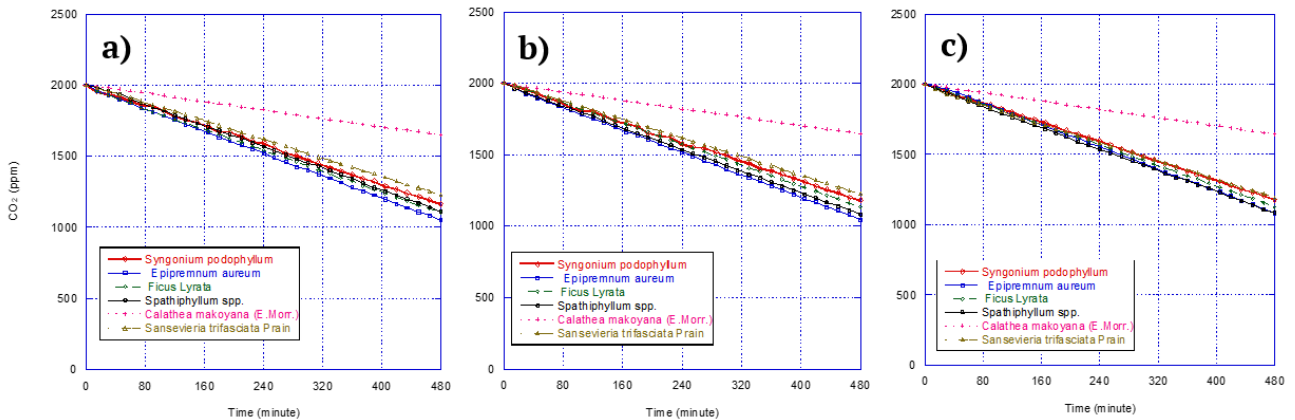 a)
2500
2000
1500
1000
500
0
0 80 160 240 320 400 480
CO₂ (ppm)
Time (minute)
Syngonium podophyllum
Epipremnum aureum
Ficus Lyrata
Spathiphyllum spp.
Calathea makoyana (E.Morr.)
Sansevieria trifasciata Prain
b)
2500
2000
1500
1000
500
0
0 80 160 240 320 400 480
Time (minute)
Syngonium podophyllum
Epipremnum aureum
Ficus Lyrata
Spathiphyllum spp.
Calathea makoyana (E.Morr.)
Sansevieria trifasciata Prain
c)
2500
2000
1500
1000
500
0
0 80 160 240 320 400 480
Time (minute)
Syngonium podophyllum
Epipremnum aureum
Ficus Lyrata
Spathiphyllum spp.
Calathea makoyana (E.Morr.)
Sansevieria trifasciata Prain